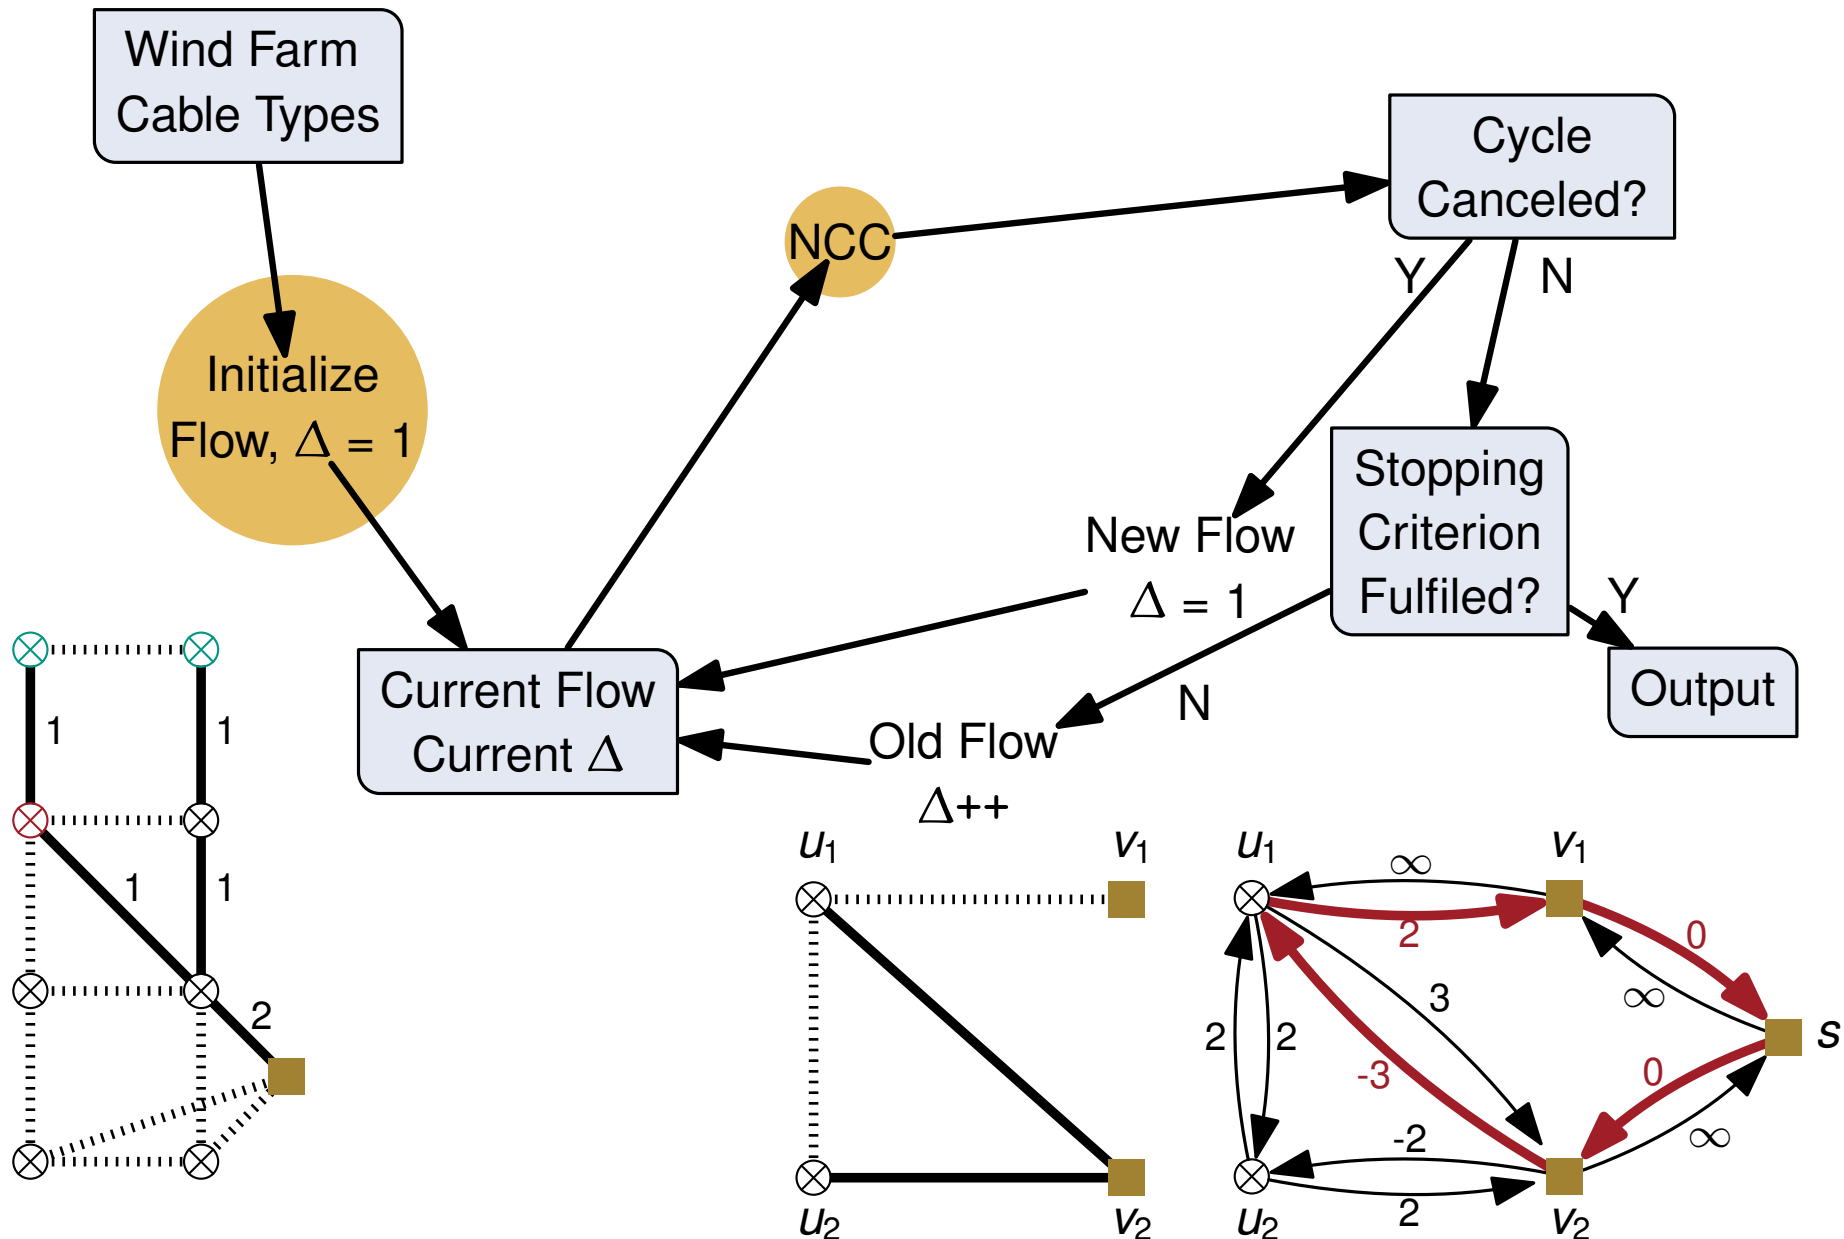 Wind Farm
Cable Types
Initialize
Flow, Δ = 1
NCC
Cycle
Canceled?
Y
N
Stopping
Criterion
Fulfiled?
Y
N
Output
New Flow
Δ = 1
Old Flow
Δ++
Current Flow
Current Δ
1
1
1
1
2
u1
v1
u2
v2
u1
v1
∞
2
0
∞
3
2
2
-3
0
s
-2
∞
2
u2
v2